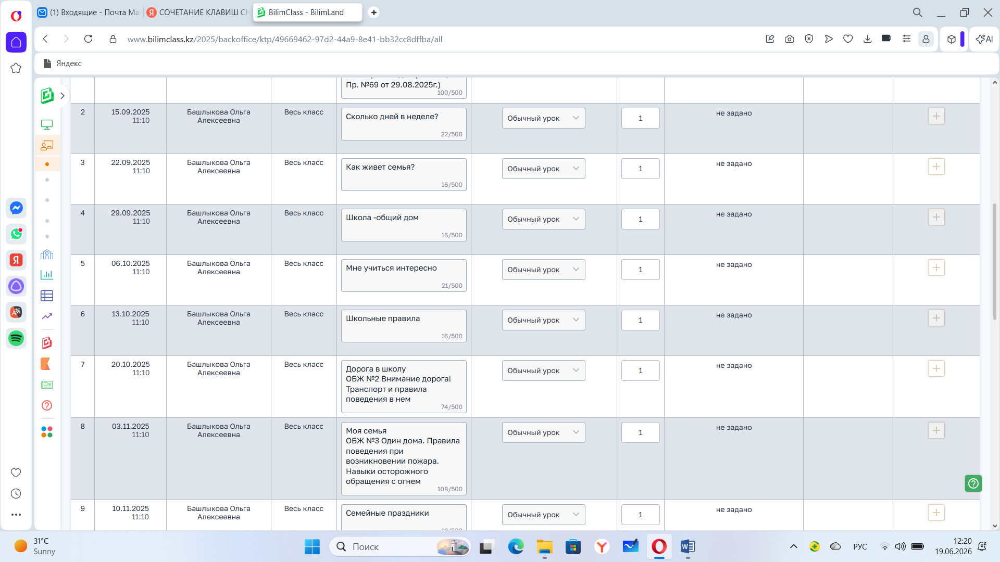 (1) Входящие - Почта Ma
Я СОЧЕТАНИЕ КЛАВИШ
BilimClass - BilimLand
www.bilimclass.kz/2025/backoffice/ktp/49669462-97d2-44a9-8e41-bb32cc8dffba/all
AI
Яндекс
Пр. №69 от 29.08.2025г.)
100/500
2 15.09.2025 Башлыкова Ольга Весь класс Сколько дней в неделе? Обычный урок 1 не задано
11:10 Алексеевна
22/500
3 22.09.2025 Башлыкова Ольга Весь класс Как живет семья? Обычный урок 1 не задано
11:10 Алексеевна
16/500
4 29.09.2025 Башлыкова Ольга Весь класс Школа -общий дом Обычный урок 1 не задано
11:10 Алексеевна
16/500
5 06.10.2025 Башлыкова Ольга Весь класс Мне учиться интересно Обычный урок 1 не задано
11:10 Алексеевна
21/500
6 13.10.2025 Башлыкова Ольга Весь класс Школьные правила Обычный урок 1 не задано
11:10 Алексеевна
16/500
7 20.10.2025 Башлыкова Ольга Весь класс Дорога в школу Обычный урок 1 не задано
11:10 Алексеевна ОБЖ №2 Внимание дорога!
Транспорт и правила
поведения в нем
74/500
8 03.11.2025 Башлыкова Ольга Весь класс Моя семья Обычный урок 1 не задано
11:10 Алексеевна ОБЖ №3 Один дома. Правила
поведения при
возникновении пожара.
Навыки осторожного
обращения с огнем
108/500
9 10.11.2025 Башлыкова Ольга Весь класс Семейные праздники Обычный урок 1 не задано
11:10 Алексеевна
31°C
Sunny
Поиск
РУС
12:20
19.06.2026